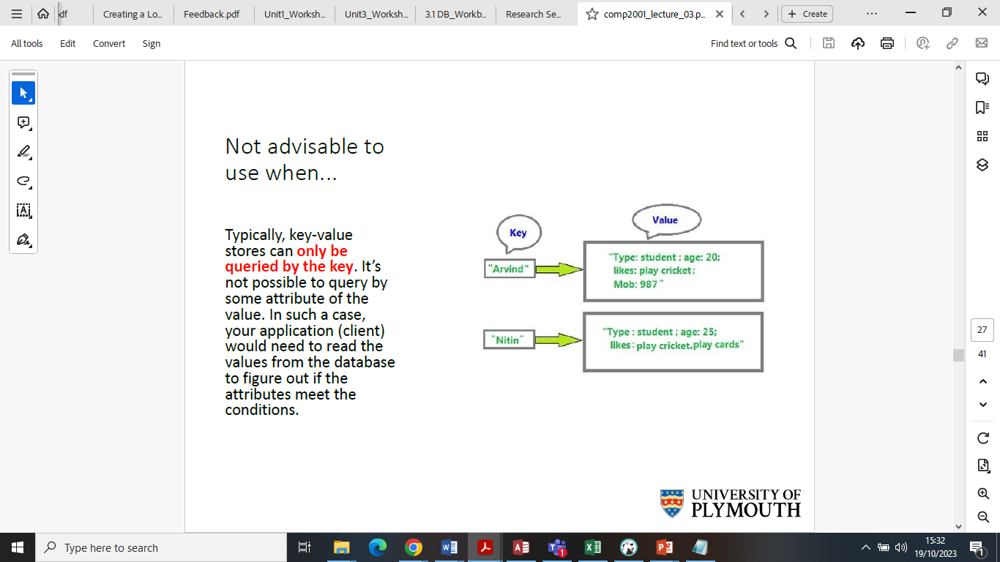 df
Creating a Lo...
Feedback.pdf
Unit1_Worksh...
Unit3_Worksh...
3.1 DB_Workb...
Research Se...
comp2001_lecture_03.p...
Create
All tools
Edit
Convert
Sign
Find text or tools
Not advisable to
use when...
Typically, key-value
stores can only be
queried by the key. It’s
not possible to query by
some attribute of the
value. In such a case,
your application (client)
would need to read the
values from the database
to figure out if the
attributes meet the
conditions.
Key
Value
"Arvind"
"Type: student ; age: 20;
likes: play cricket;
Mob: 987"
"Nitin"
"Type : student ; age: 25;
likes: play cricket,play cards"
UNIVERSITY OF
PLYMOUTH
27
41
Type here to search
1
15:32
19/10/2023
1